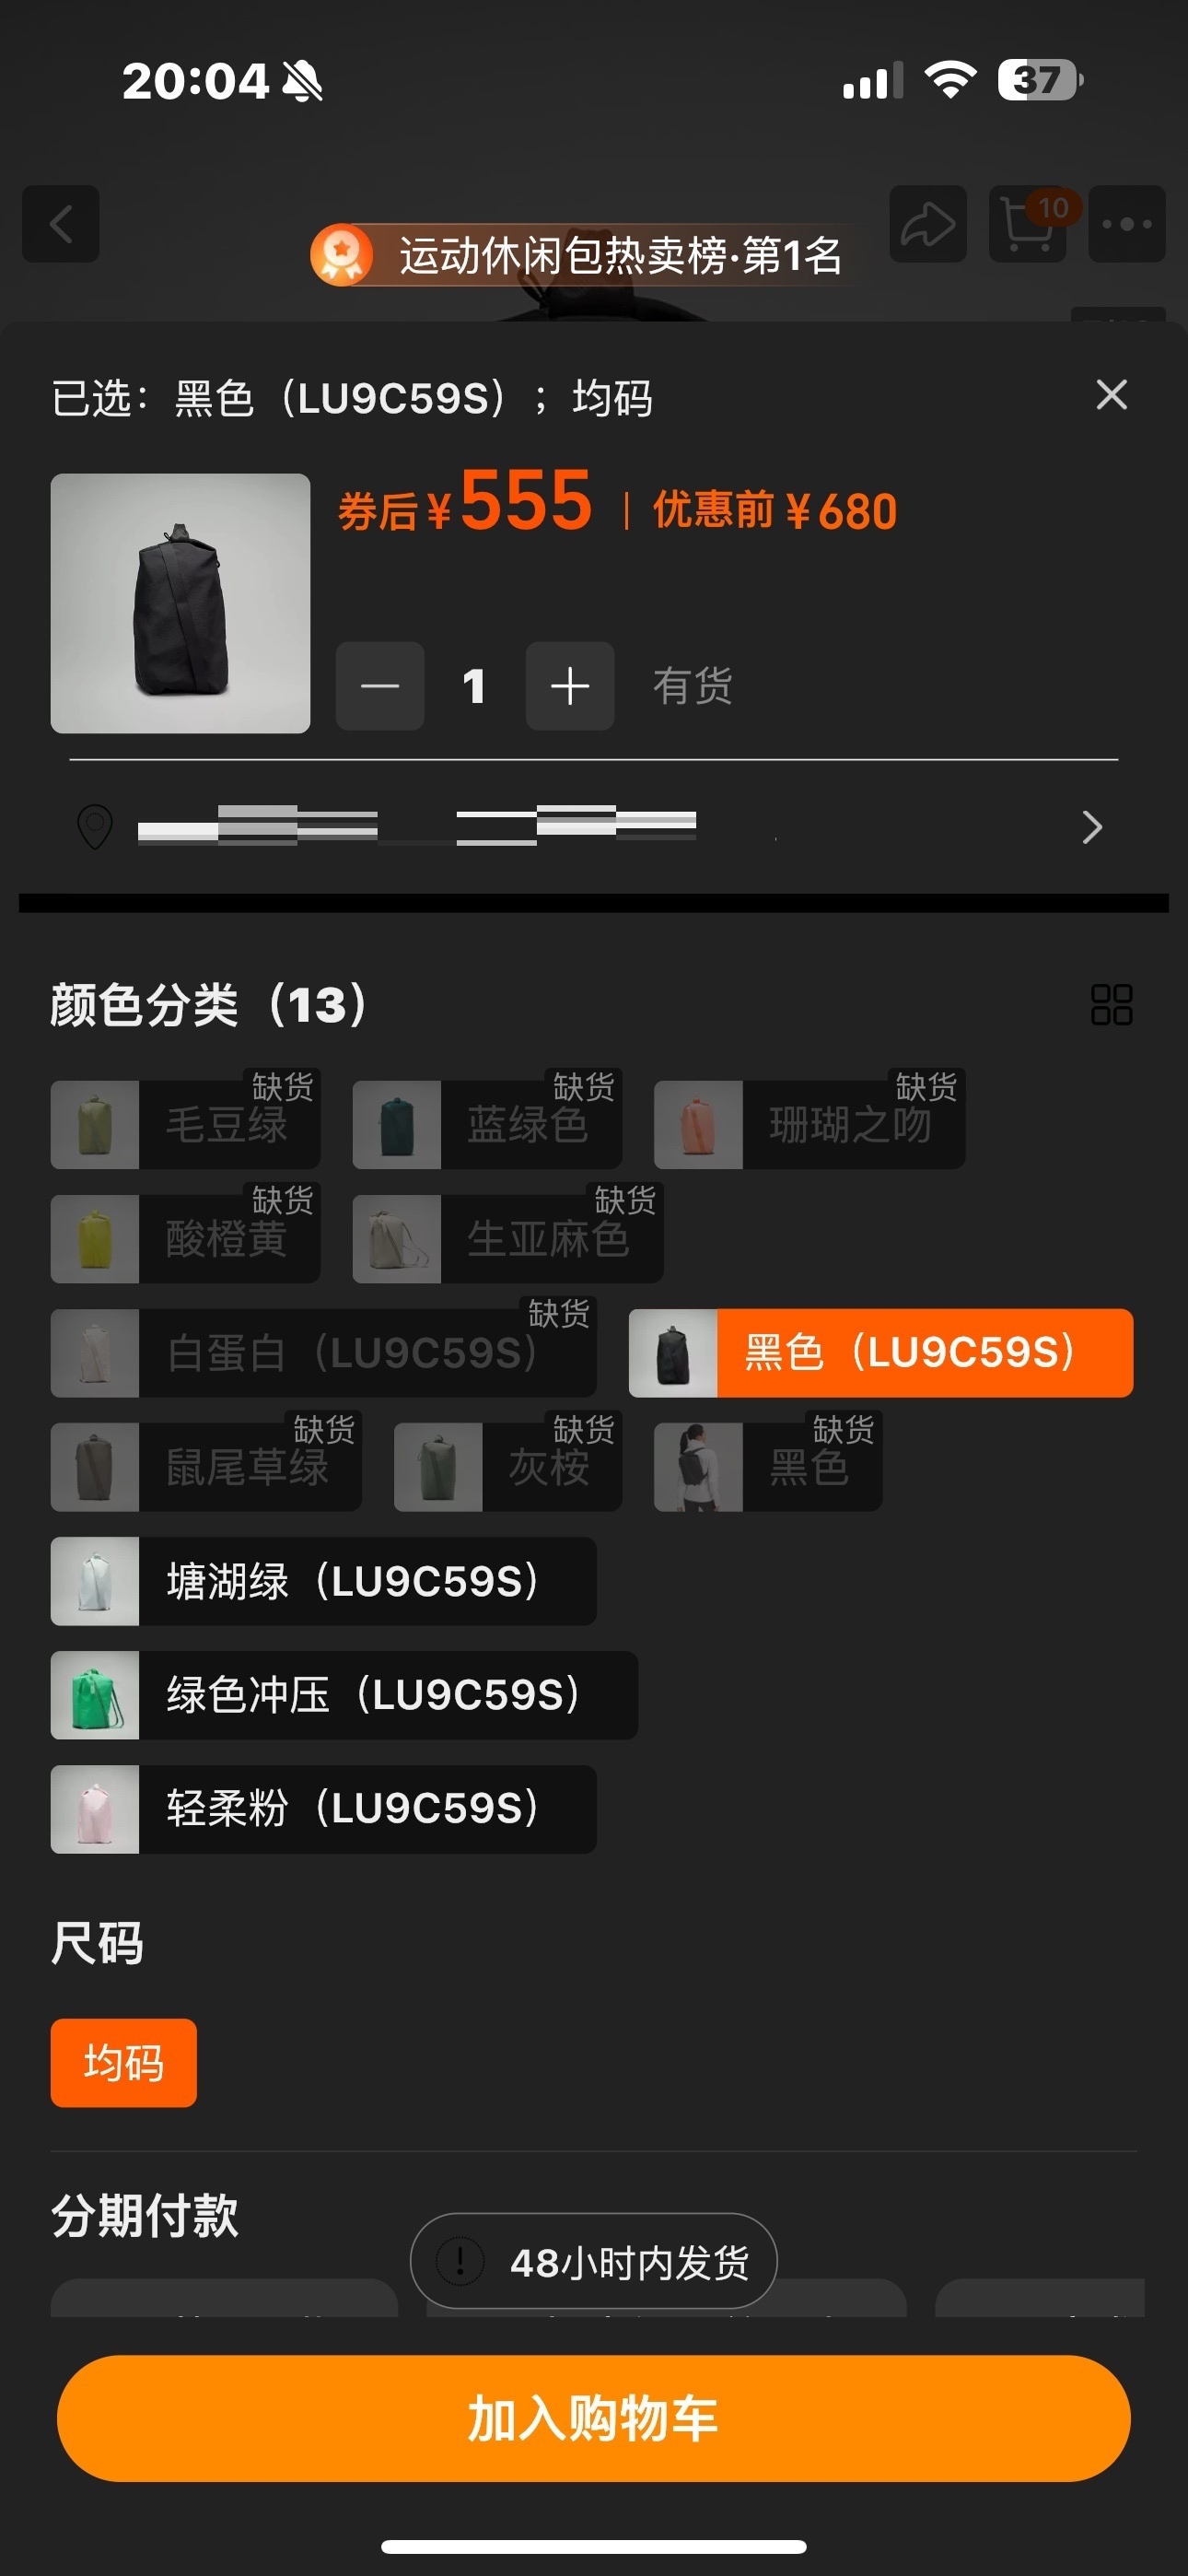 20:04
37
10
运动休闲包热卖榜·第1名
已选：黑色（LU9C59S）；均码
券后¥555 | 优惠前¥680
1 有货
颜色分类（13）
缺货 缺货 缺货
毛豆绿 蓝绿色 珊瑚之吻
缺货 缺货
酸橙黄 生亚麻色
缺货
白蛋白（LU9C59S） 黑色（LU9C59S）
缺货 缺货 缺货
鼠尾草绿 灰桉 黑色
塘湖绿（LU9C59S）
绿色冲压（LU9C59S）
轻柔粉（LU9C59S）
尺码
均码
分期付款
48小时内发货
加入购物车